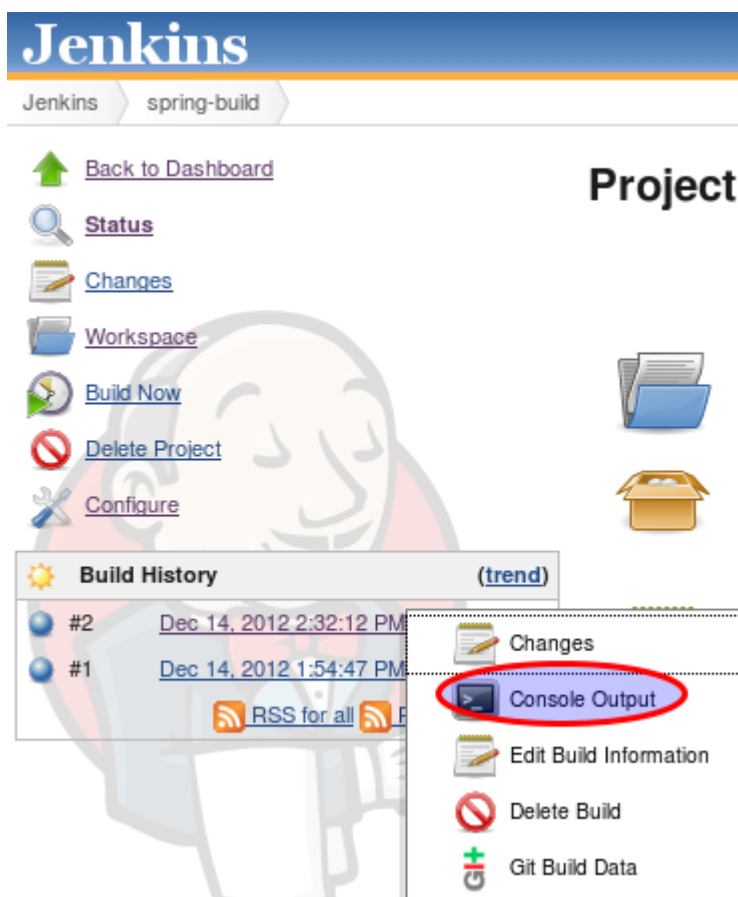 Jenkins
Jenkins spring-build
Back to Dashboard
Project
Status
Changes
Workspace
Build Now
Delete Project
Configure
Build History (trend)
#2 Dec 14, 2012 2:32:12 PM
#1 Dec 14, 2012 1:54:47 PM
RSS for all
Changes
>_ Console Output
Edit Build Information
Delete Build
Git Build Data